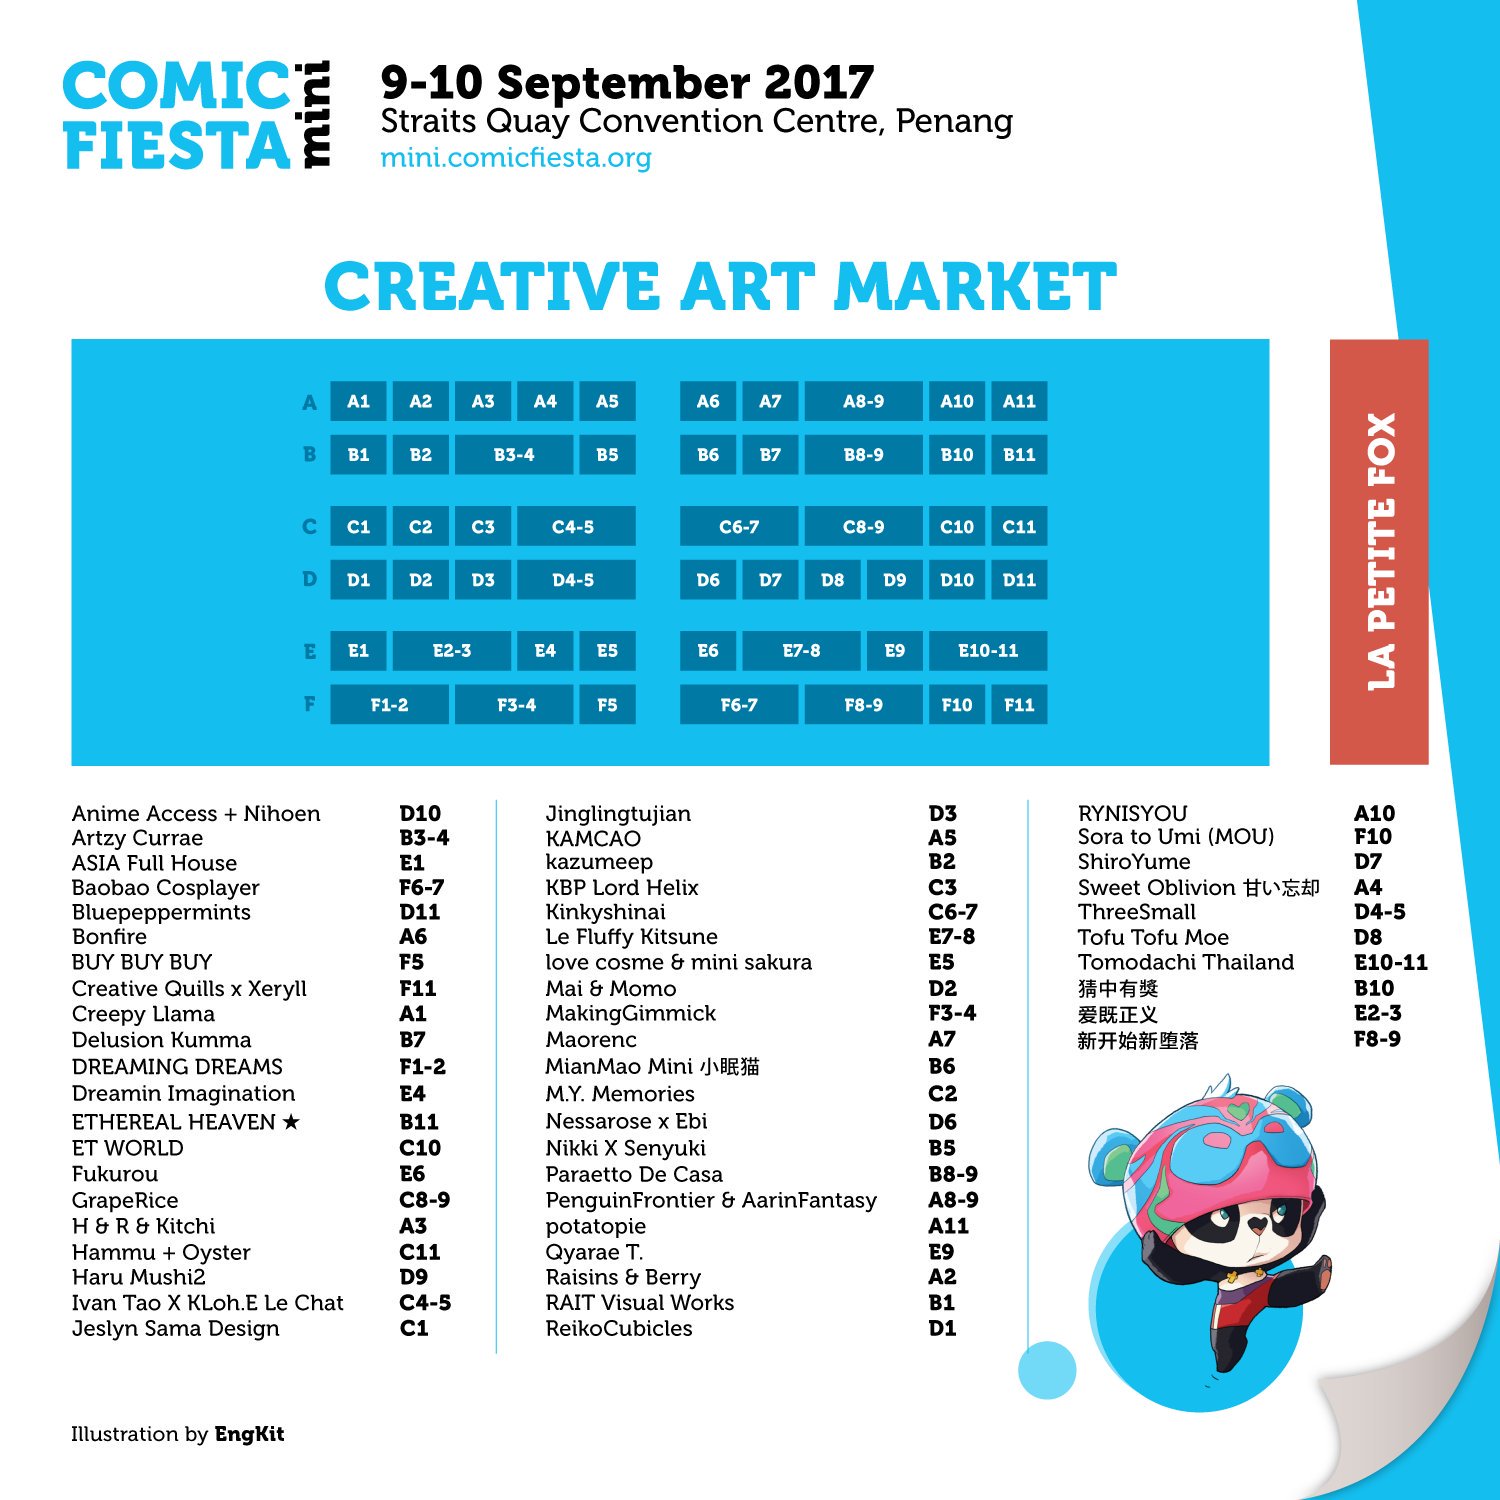 COMIC
FIESTA
mini
9-10 September 2017
Straits Quay Convention Centre, Penang
mini.comicfiesta.org
CREATIVE ART MARKET
A A1 A2 A3 A4 A5 A6 A7 A8-9 A10 A11
B B1 B2 B3-4 B5 B6 B7 B8-9 B10 B11
C C1 C2 C3 C4-5 C6-7 C8-9 C10 C11
D D1 D2 D3 D4-5 D6 D7 D8 D9 D10 D11
E E1 E2-3 E4 E5 E6 E7-8 E9 E10-11
F F1-2 F3-4 F5 F6-7 F8-9 F10 F11
LA PETITE FOX
Anime Access + Nihoen D10
Artzy Currae B3-4
ASIA Full House E1
Baobao Cosplayer F6-7
Bluepeppermints D11
Bonfire A6
BUY BUY BUY F5
Creative Quills x Xeryll F11
Creepy Llama A1
Delusion Kumma B7
DREAMING DREAMS F1-2
Dreamin Imagination E4
ETHEREAL HEAVEN ★ B11
ET WORLD C10
Fukurou E6
GrapeRice C8-9
H & R & Kitchi A3
Hammu + Oyster C11
Haru Mushi2 D9
Ivan Tao X KLoh.E Le Chat C4-5
Jeslyn Sama Design C1
Jinglingtujian D3
KAMCAO A5
kazumeep B2
KBP Lord Helix C3
Kinkyshinai C6-7
Le Fluffy Kitsune E7-8
love cosme & mini sakura E5
Mai & Momo D2
MakingGimmick F3-4
Maorenc A7
MianMao Mini 小眠猫 B6
M.Y. Memories C2
Nessarose x Ebi D6
Nikki X Senyuki B5
Paraetto De Casa B8-9
PenguinFrontier & AarinFantasy A8-9
potatopie A11
Qyarae T. E9
Raisins & Berry A2
RAIT Visual Works B1
ReikoCubicles D1
RYNISYOU A10
Sora to Umi (MOU) F10
ShiroYume D7
Sweet Oblivion 甘い忘却 A4
ThreeSmall D4-5
Tofu Tofu Moe D8
Tomodachi Thailand E10-11
猜中有獎 B10
爱既正义 E2-3
新开始新堕落 F8-9
Illustration by EngKit